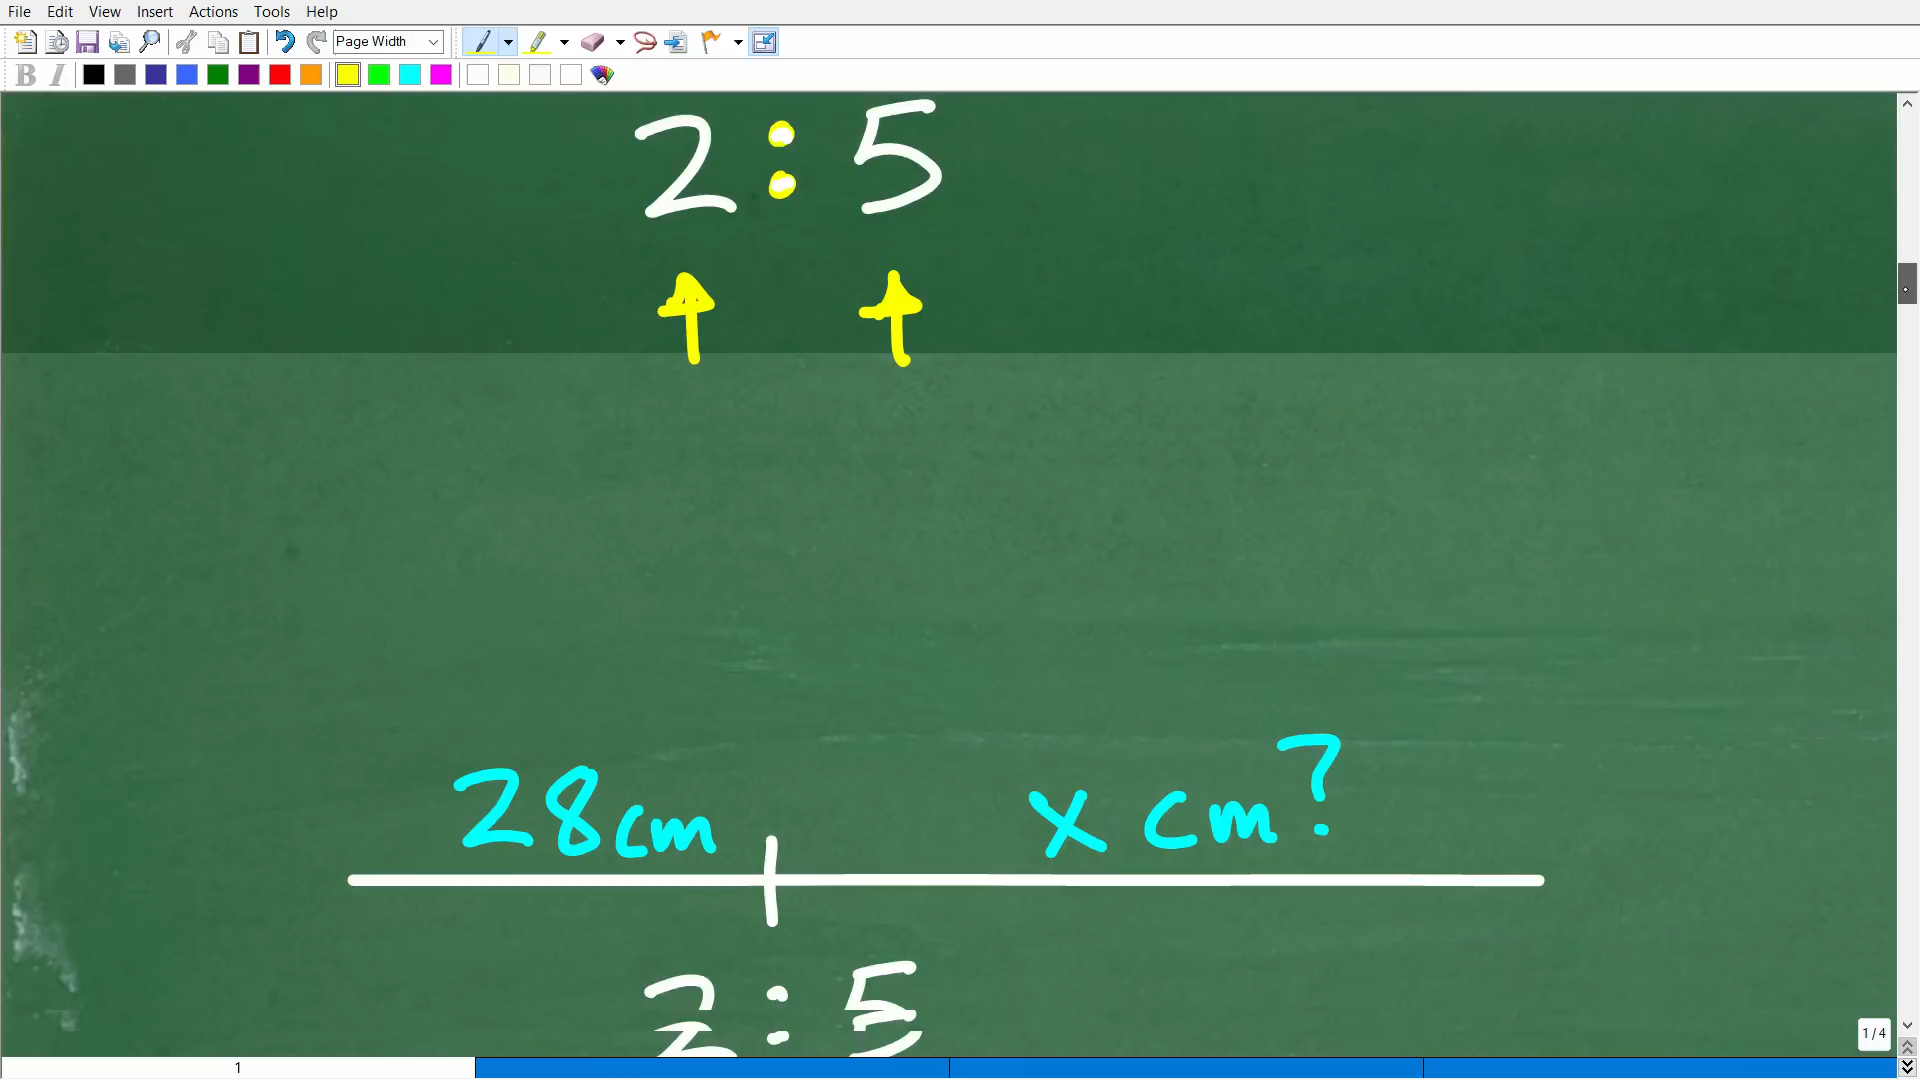 File Edit View Insert Actions Tools Help
Page Width
B I
2 : 5
28cm x cm?
2 : 5
1 / 4
1